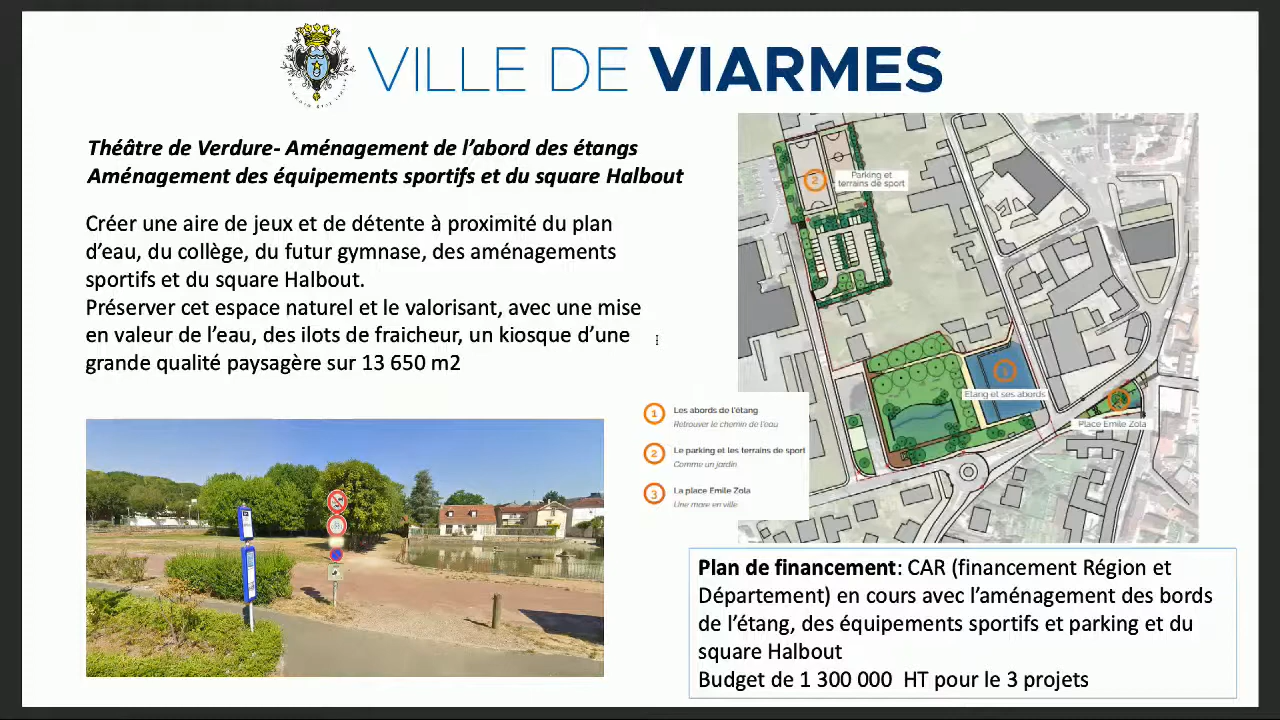 VILLE DE VIARMES
Théâtre de Verdure- Aménagement de l’abord des étangs
Aménagement des équipements sportifs et du square Halbout
Créer une aire de jeux et de détente à proximité du plan
d’eau, du collège, du futur gymnase, des aménagements
sportifs et du square Halbout.
Préserver cet espace naturel et le valorisant, avec une mise
en valeur de l’eau, des ilots de fraicheur, un kiosque d’une
grande qualité paysagère sur 13 650 m2
2
Parking et
terrains de sport
Etang et ses abords
Place Emile Zola
1
Les abords de l'étang
Retrouver le chemin de l'eau
2
Le parking et les terrains de sport
Comme un jardin
3
La place Emile Zola
Une mare en ville
Plan de financement: CAR (financement Région et
Département) en cours avec l’aménagement des bords
de l’étang, des équipements sportifs et parking et du
square Halbout
Budget de 1 300 000 HT pour le 3 projets